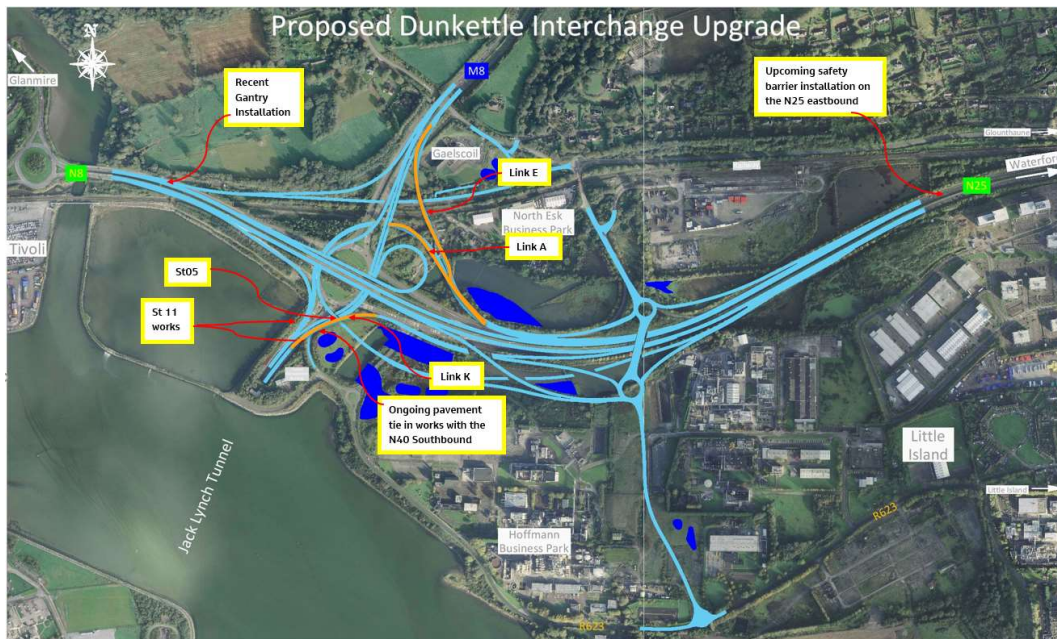 Proposed Dunkettle Interchange Upgrade
N
Glanmire
M8
Recent
Gantry
Installation
Upcoming safety
barrier installation on
the N25 eastbound
Glounthaune
Gaelscoil
Waterford
N8
Link E
N25
North Esk
Business Park
Tivoli
Link A
St05
St 11
works
Link K
Ongoing pavement
tie in works with the
N40 Southbound
Little
Island
Jack Lynch Tunnel
Little Island
R623
Hoffmann
Business Park
R623